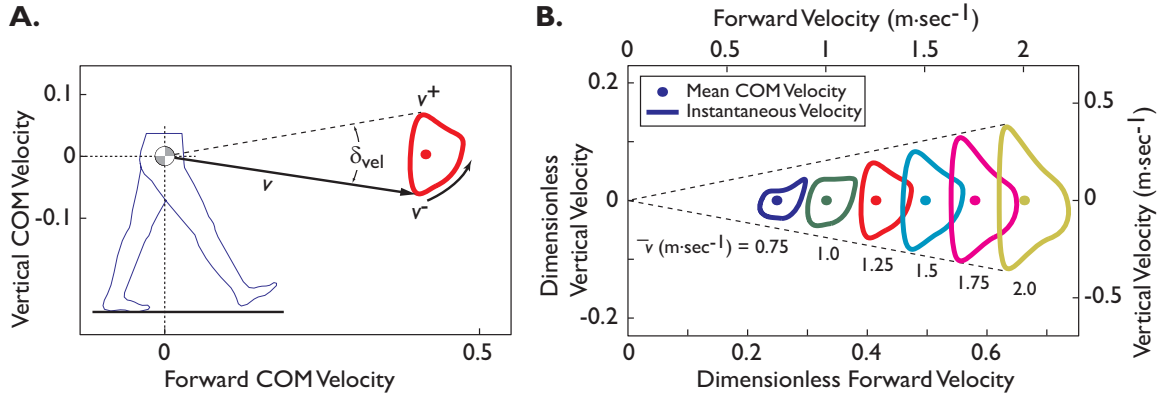 A.
Vertical COM Velocity
0.1
0
-0.1
v⁺
δvel
v
v⁻
0
0.5
Forward COM Velocity
B.
Forward Velocity (m·sec⁻¹)
0
0.5
1
1.5
2
Dimensionless
Vertical Velocity
0.2
0
-0.2
Mean COM Velocity
Instantaneous Velocity
v̅ (m·sec⁻¹) = 0.75
1.0
1.25
1.5
1.75
2.0
0.5
0
-0.5
Vertical Velocity (m·sec⁻¹)
0
0.2
0.4
0.6
Dimensionless Forward Velocity